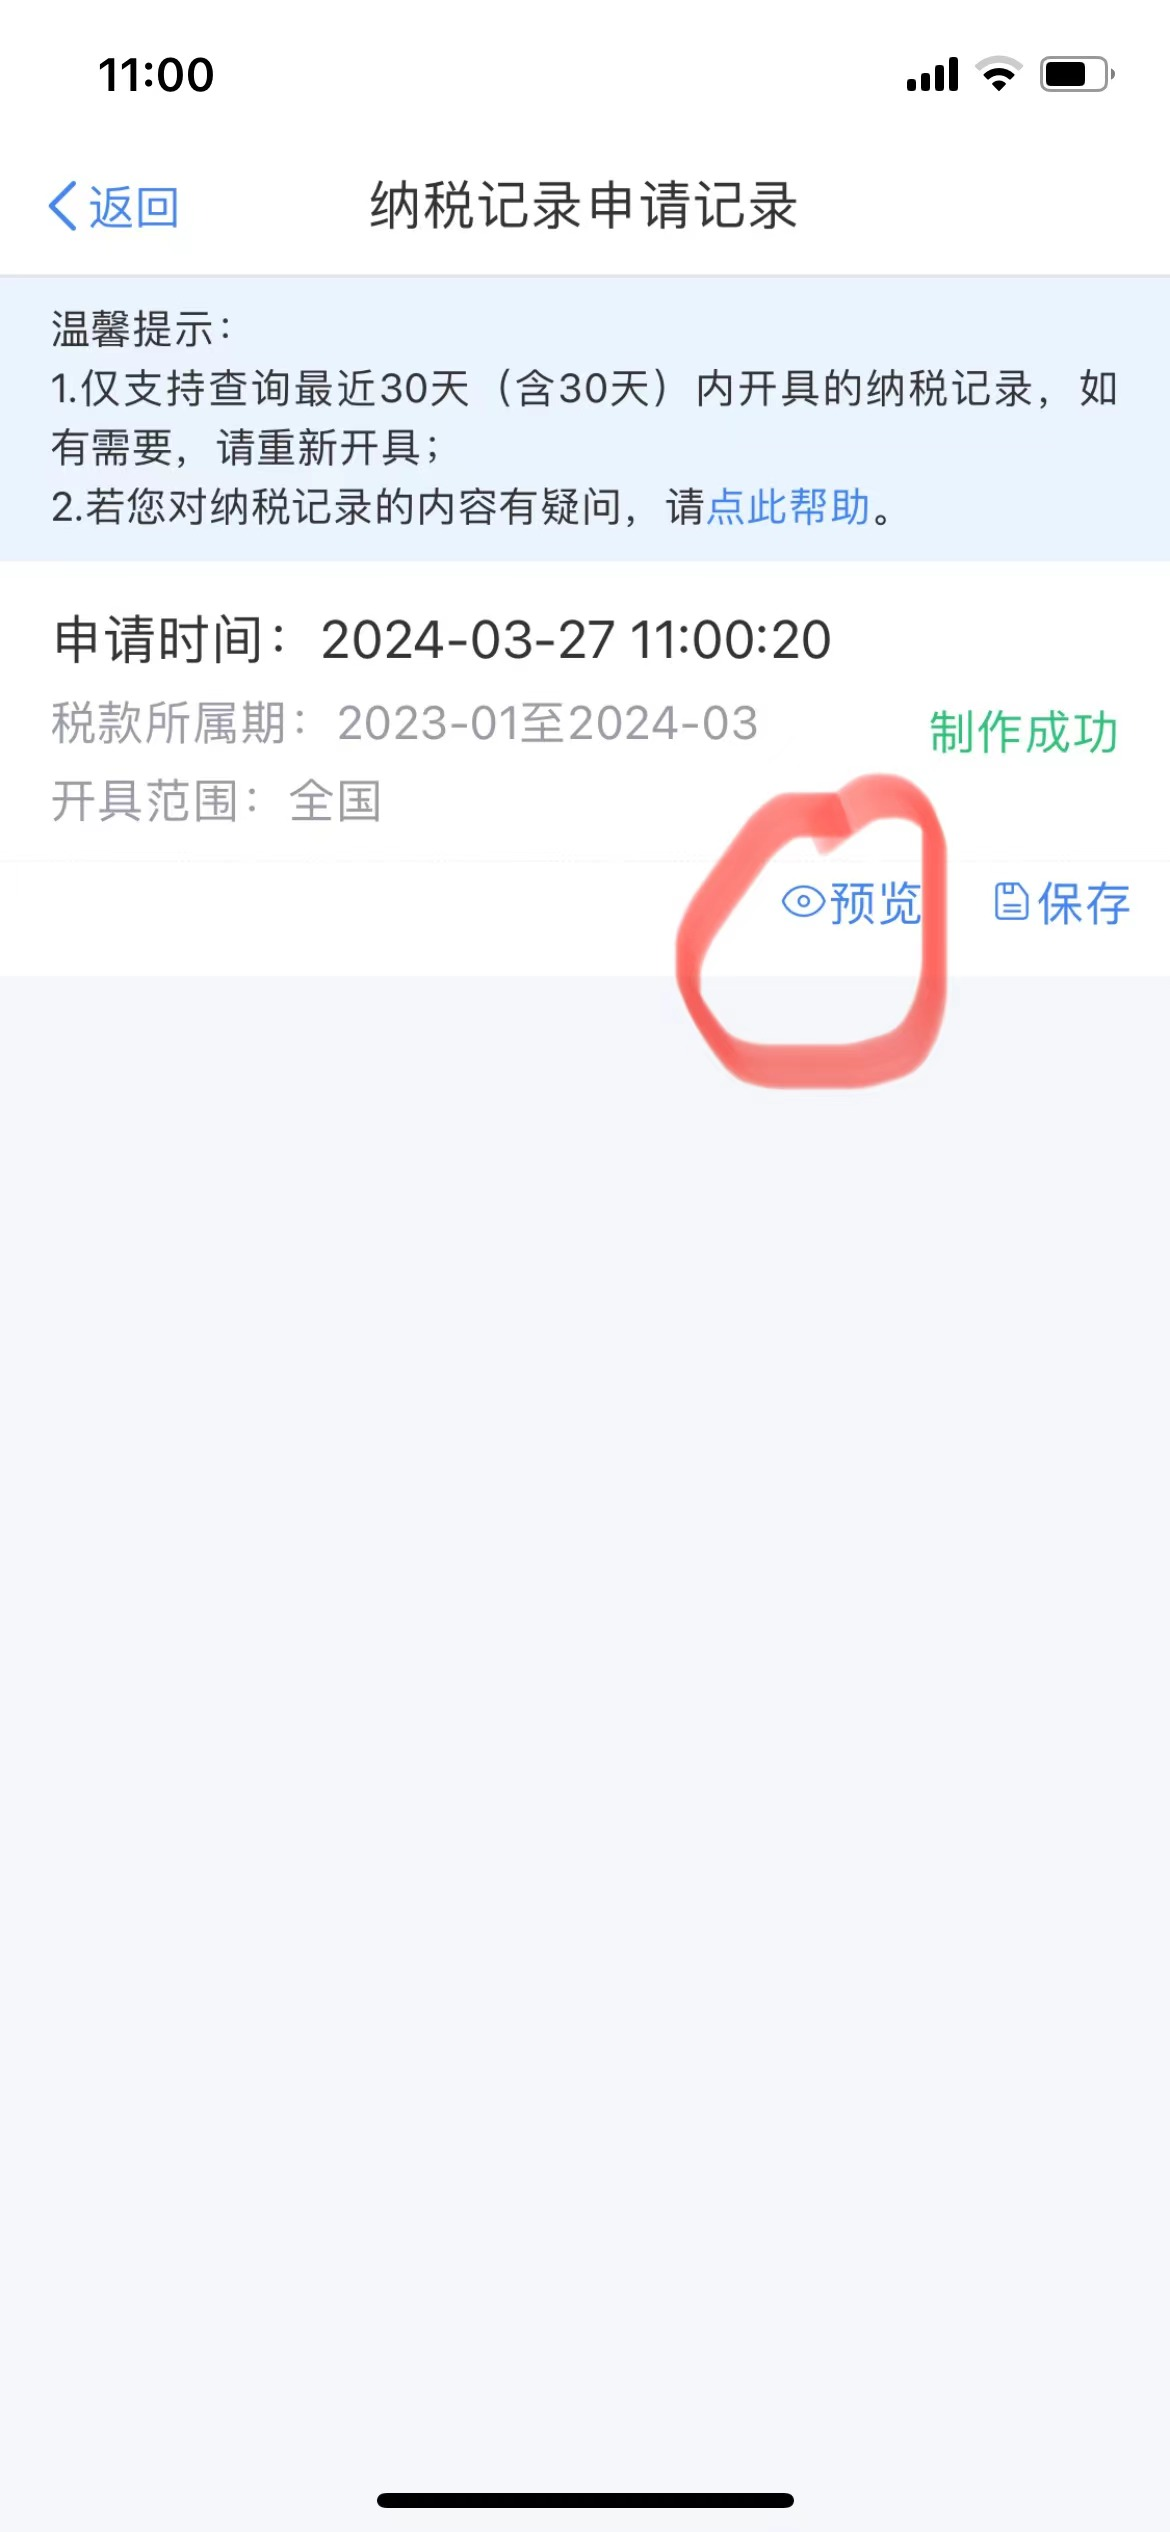 11:00
返回
纳税记录申请记录
温馨提示：
1.仅支持查询最近30天（含30天）内开具的纳税记录，如
有需要，请重新开具；
2.若您对纳税记录的内容有疑问，请点此帮助。
申请时间：2024-03-27 11:00:20
税款所属期：2023-01至2024-03
制作成功
开具范围：全国
预览
保存